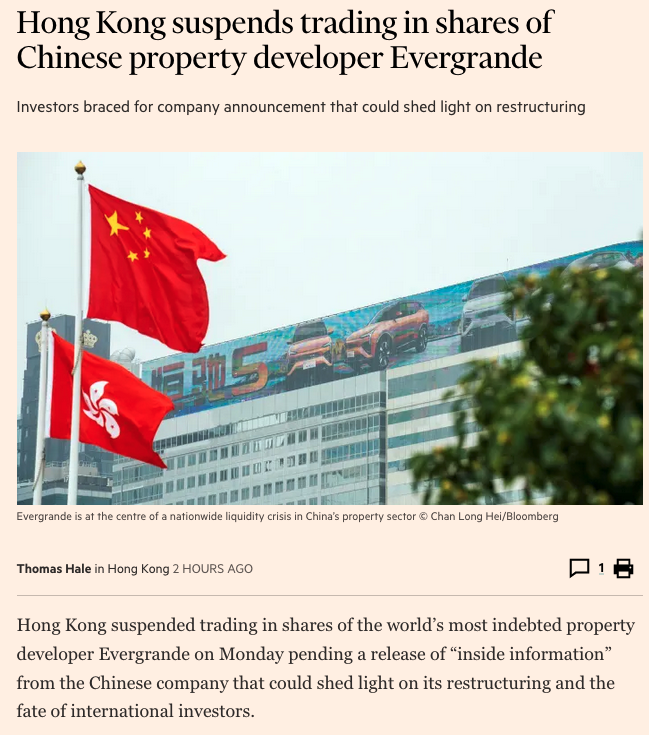 Hong Kong suspends trading in shares of
Chinese property developer Evergrande
Investors braced for company announcement that could shed light on restructuring
恒驰5
Evergrande is at the centre of a nationwide liquidity crisis in China's property sector © Chan Long Hei/Bloomberg
Thomas Hale in Hong Kong 2 HOURS AGO
1
Hong Kong suspended trading in shares of the world’s most indebted property
developer Evergrande on Monday pending a release of “inside information”
from the Chinese company that could shed light on its restructuring and the
fate of international investors.